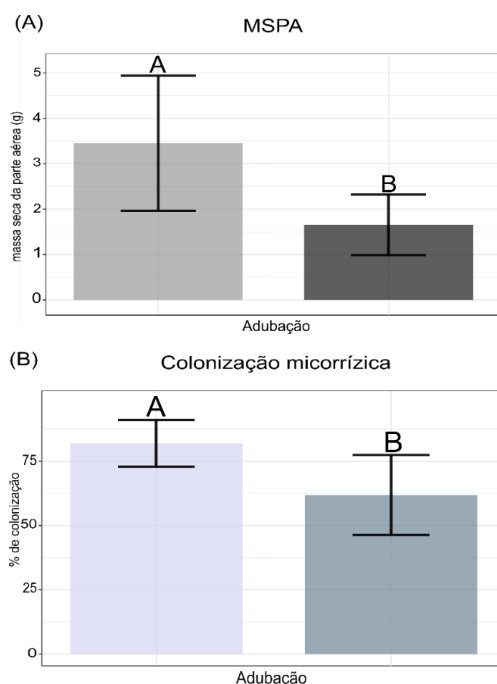 (A)
MSPA
massa seca da parte aérea (g)
5
4
3
2
1
0
A
B
Adubação
(B)
Colonização micorrízica
% de colonização
75
50
25
0
A
B
Adubacão